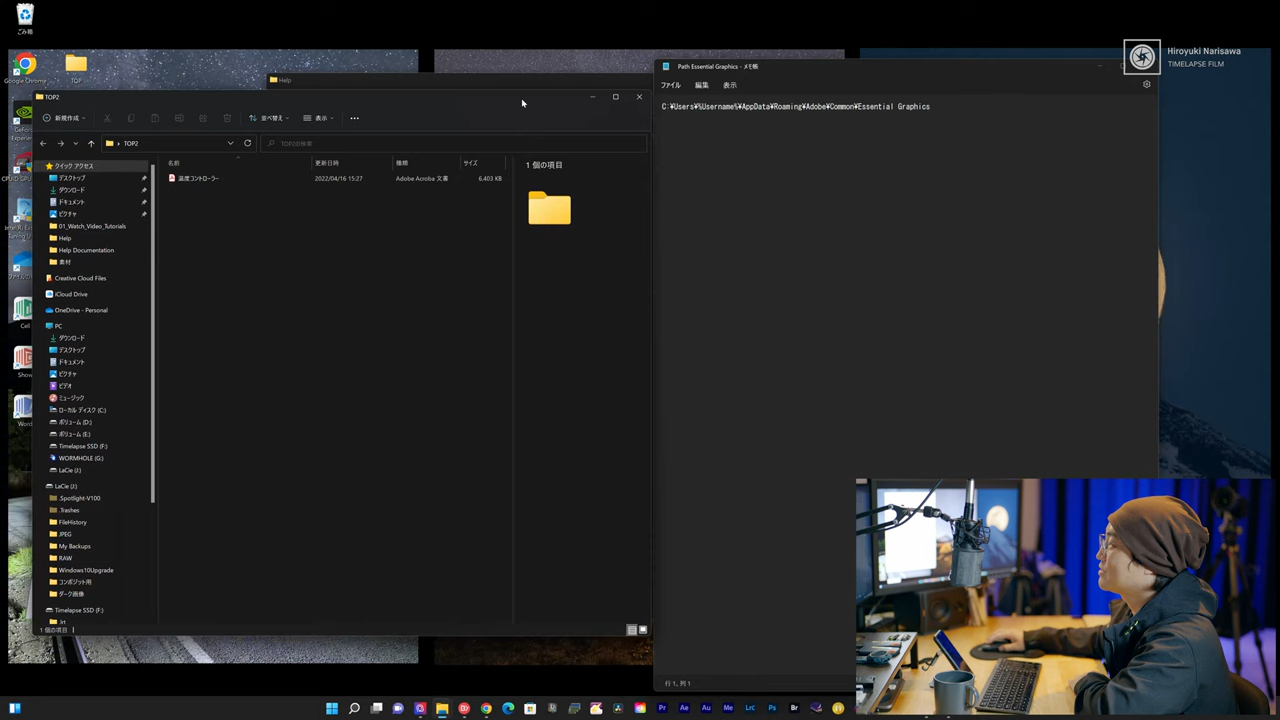 ごみ箱
Google Chrome
TOP
Hiroyuki Narisawa
TIMELAPSE FILM
Help
Path Essential Graphics - メモ帳
ファイル 編集 表示
C:¥Users¥%Username%¥AppData¥Roaming¥Adobe¥Common¥Essential Graphics
TOP2
新規作成
並べ替え
表示
TOP2
TOP2の検索
名前 更新日時 種類 サイズ
温度コントローラー 2022/04/16 15:27 Adobe Acroba 文書 6,403 KB
1 個の項目
クイック アクセス
デスクトップ
ダウンロード
ドキュメント
ピクチャ
01_Watch_Video_Tutorials
Help
Help Documentation
素材
Creative Cloud Files
iCloud Drive
OneDrive - Personal
PC
ダウンロード
デスクトップ
ドキュメント
ピクチャ
ビデオ
ミュージック
ローカル ディスク (C:)
ボリューム (D:)
ボリューム (E:)
Timelapse SSD (F:)
WORMHOLE (G:)
LaCie (J:)
LaCie (J:)
.Spotlight-V100
.Trashes
FileHistory
JPEG
My Backups
RAW
Windows10Upgrade
コンポジット用
ダーク画像
Timelapse SSD (F:)
.lrt
1 個の項目
行 1, 列 1
Pr Ae Au Me Lrc Ps Br